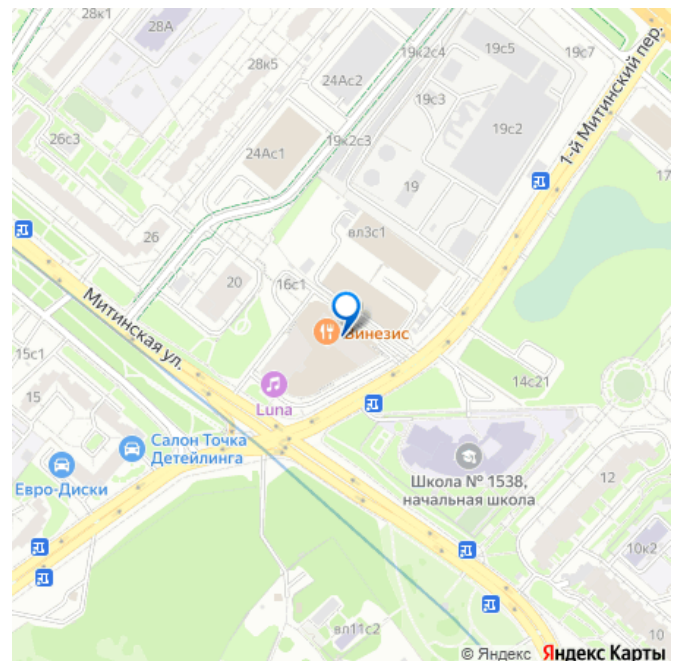 28к1
28А
19к2с4
19с5
19с7
28к5
24Ас2
19с3
1-й Митинский пер.
26с3
19к2с3
19с2
24Ас1
17
19
вл3с1
26
20
16с1
Митинская ул.
Винезис
15с1
14с21
15
Luna
Салон Точка
Детейлинга
Евро-Диски
Школа № 1538,
начальная школа
12
10к2
вл11с2
© Яндекс Яндекс Карты